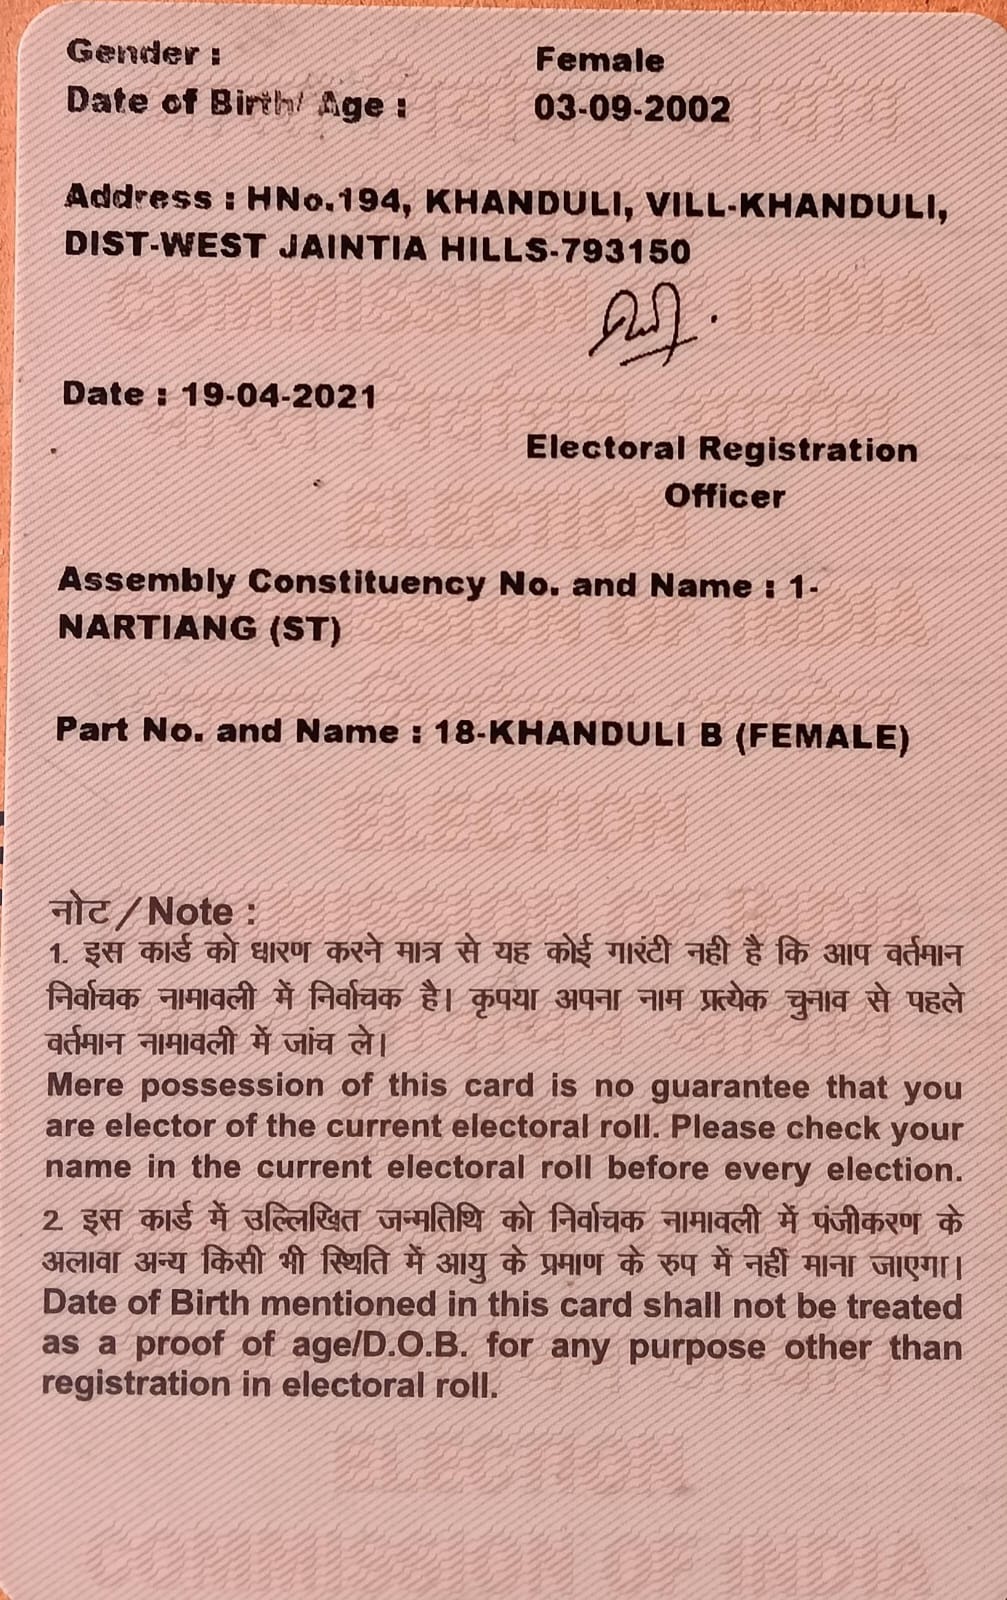 Gender : Female
Date of Birth/ Age : 03-09-2002
Address : HNo.194, KHANDULI, VILL-KHANDULI,
DIST-WEST JAINTIA HILLS-793150
Date : 19-04-2021
Electoral Registration
Officer
Assembly Constituency No. and Name : 1-
NARTIANG (ST)
Part No. and Name : 18-KHANDULI B (FEMALE)
नोट /Note :
1. इस कार्ड को धारण करने मात्र से यह कोई गारंटी नही है कि आप वर्तमान
निर्वाचक नामावली में निर्वाचक है। कृपया अपना नाम प्रत्येक चुनाव से पहले
वर्तमान नामावली में जांच ले।
Mere possession of this card is no guarantee that you
are elector of the current electoral roll. Please check your
name in the current electoral roll before every election.
2. इस कार्ड में उल्लिखित जन्मतिथि को निर्वाचक नामावली में पंजीकरण के
अलावा अन्य किसी भी स्थिति में आयु के प्रमाण के रुप में नहीं माना जाएगा।
Date of Birth mentioned in this card shall not be treated
as a proof of age/D.O.B. for any purpose other than
registration in electoral roll.
ELECTION
COMMISSION OF INDIA